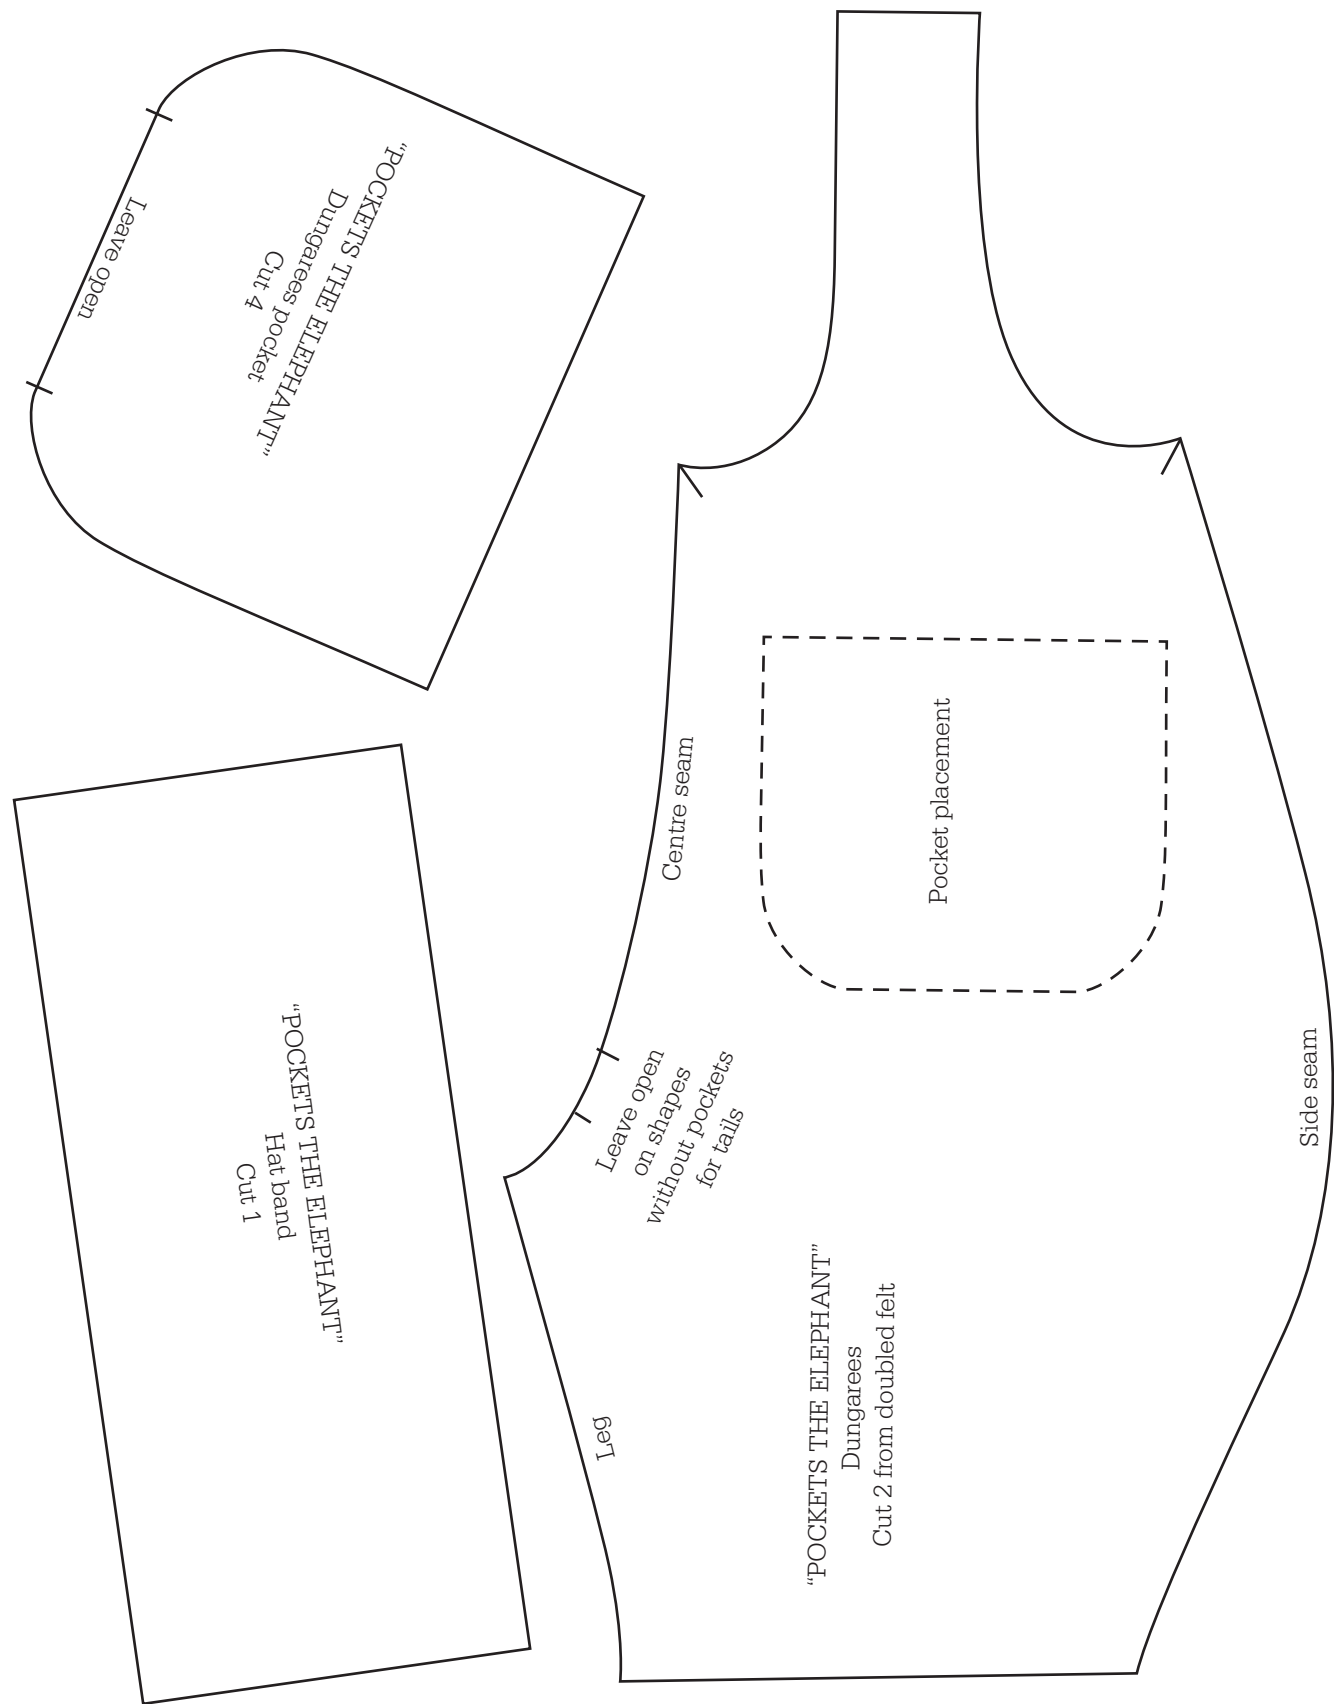 “POCKETS THE ELEPHANT”
Dungarees pocket
Cut 4
Leave open
“POCKETS THE ELEPHANT”
Hat band
Cut 1
Centre seam
Pocket placement
Leave open
on shapes
without pockets
for tails
Side seam
Leg
“POCKETS THE ELEPHANT”
Dungarees
Cut 2 from doubled felt